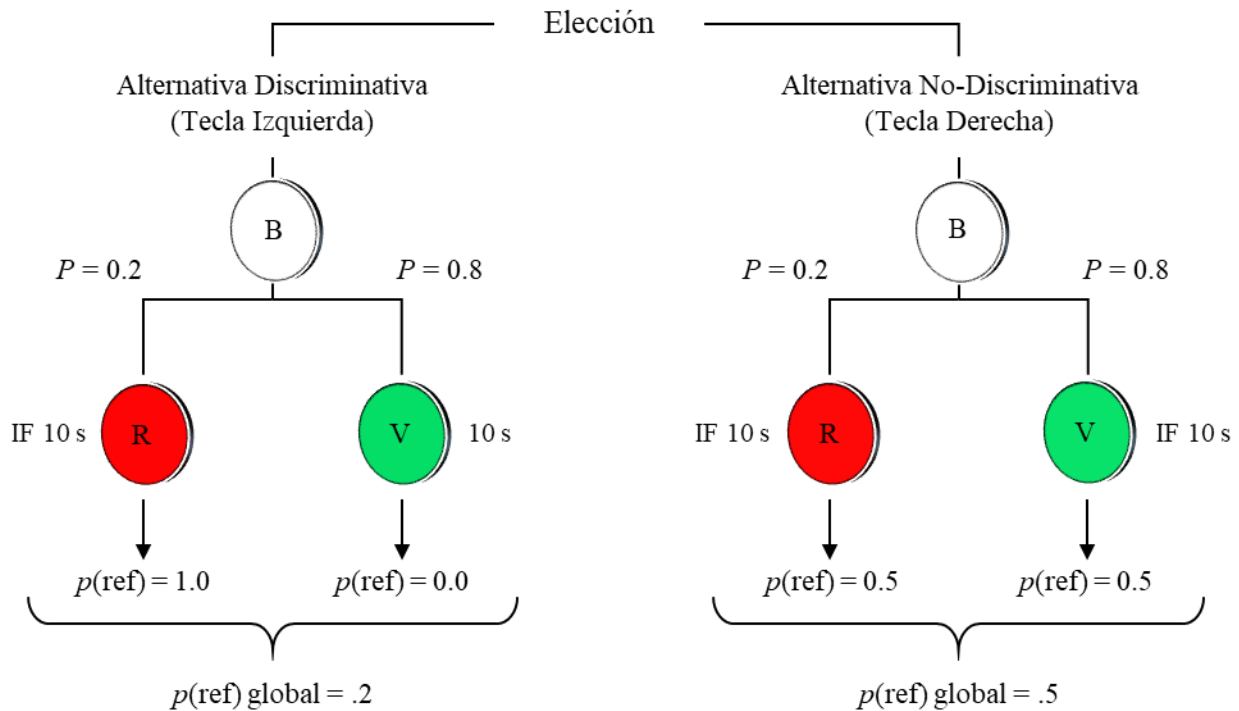 Elección
Alternativa Discriminativa
(Tecla Izquierda)
B
P = 0.2
P = 0.8
IF 10 s
R
V
10 s
p(ref) = 1.0
p(ref) = 0.0
p(ref) global = .2
Alternativa No-Discriminativa
(Tecla Derecha)
B
P = 0.2
P = 0.8
IF 10 s
R
V
IF 10 s
p(ref) = 0.5
p(ref) = 0.5
p(ref) global = .5